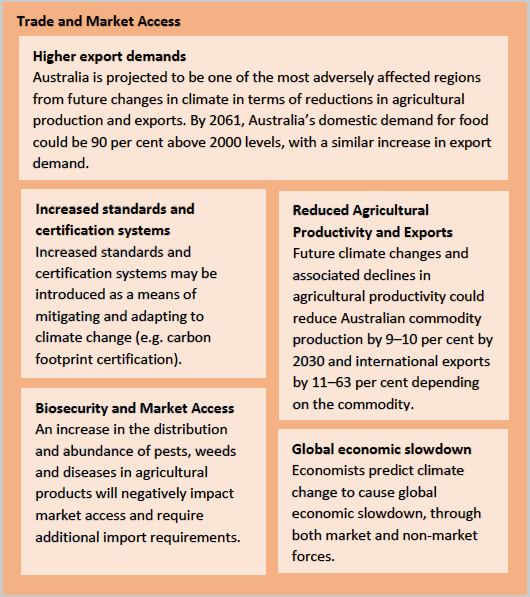 Trade and Market Access
Higher export demands
Australia is projected to be one of the most adversely affected regions
from future changes in climate in terms of reductions in agricultural
production and exports. By 2061, Australia's domestic demand for food
could be 90 per cent above 2000 levels, with a similar increase in export
demand.
Increased standards and
certification systems
Increased standards and
certification systems may be
introduced as a means of
mitigating and adapting to
climate change (e.g. carbon
footprint certification).
Biosecurity and Market Access
An increase in the distribution
and abundance of pests, weeds
and diseases in agricultural
products will negatively impact
market access and require
additional import requirements.
Reduced Agricultural
Productivity and Exports
Future climate changes and
associated declines in
agricultural productivity could
reduce Australian commodity
production by 9–10 per cent by
2030 and international exports
by 11–63 per cent depending
on the commodity.
Global economic slowdown
Economists predict climate
change to cause global
economic slowdown, through
both market and non-market
forces.